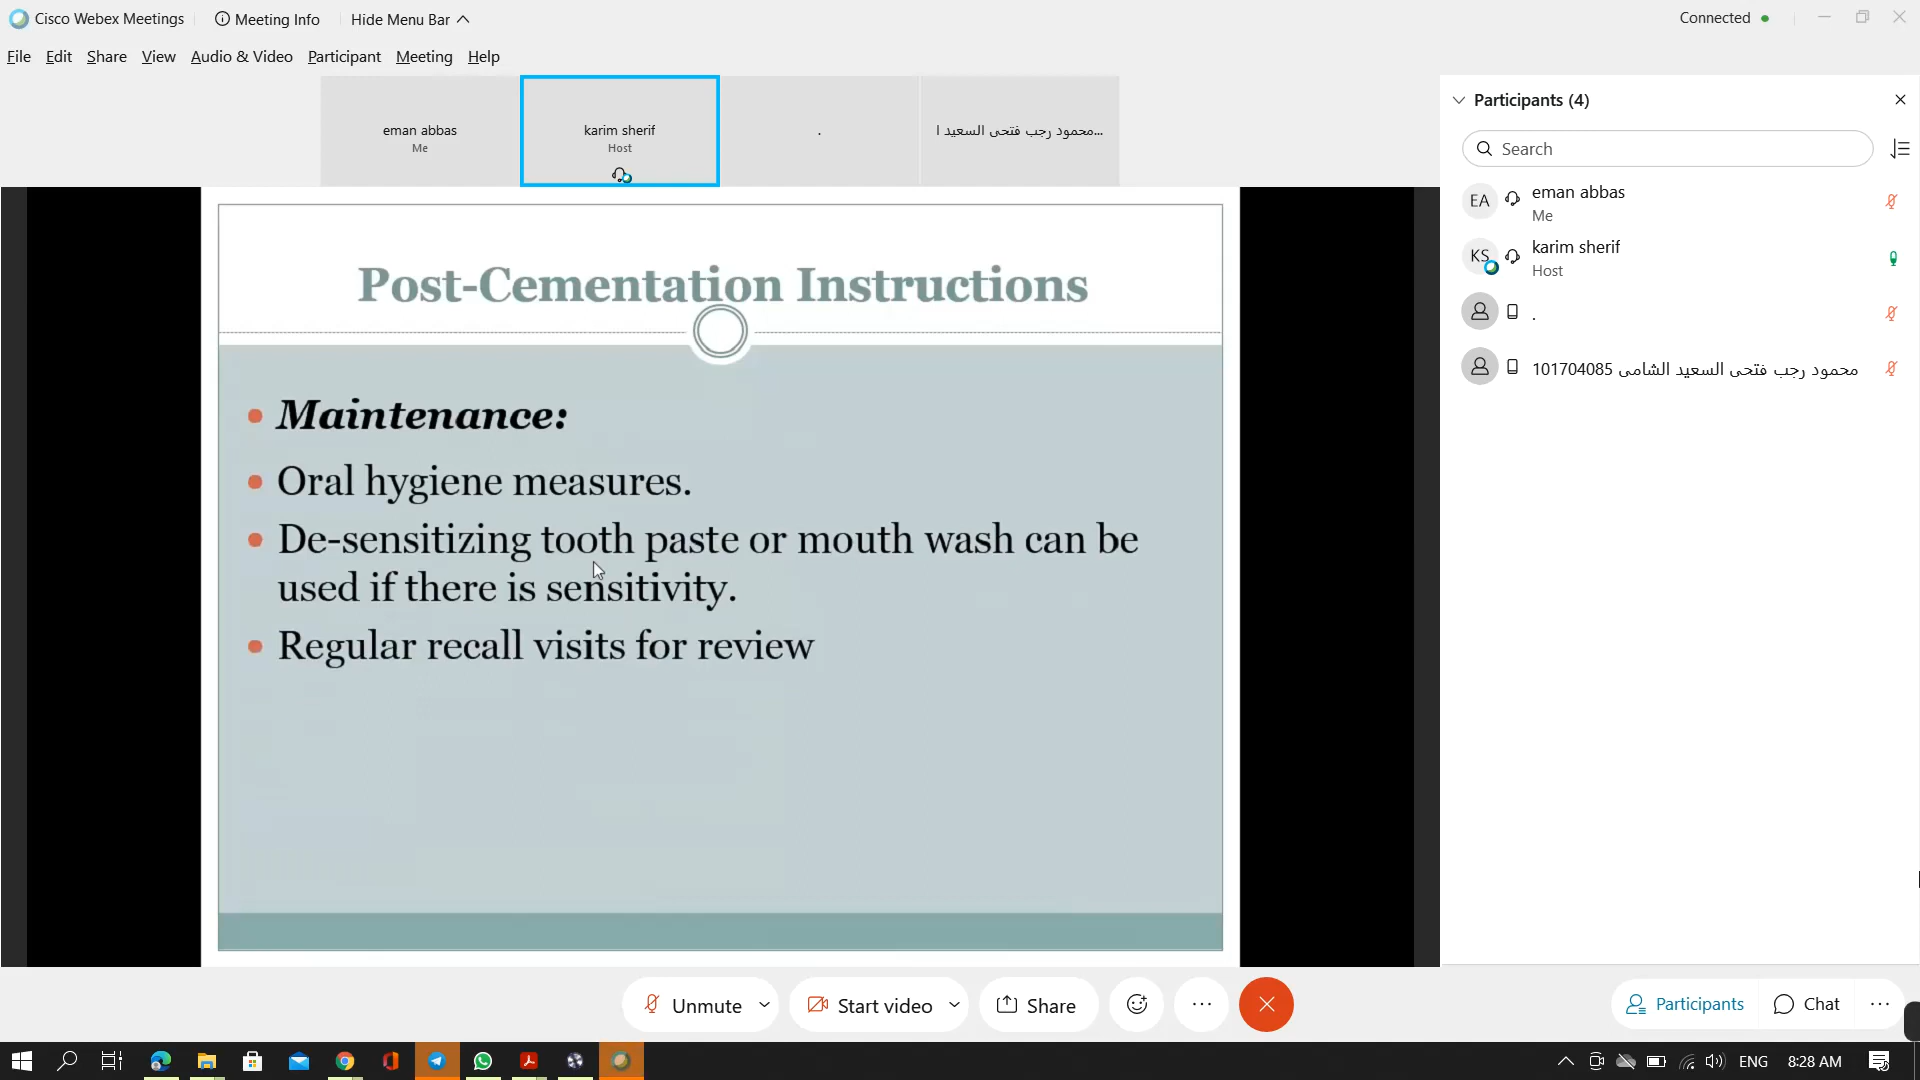 Cisco Webex Meetings
Meeting Info
Hide Menu Bar
Connected
File Edit Share View Audio & Video Participant Meeting Help
eman abbas
Me
karim sherif
Host
.
محمود رجب فتحى السعيد ا...
Participants (4)
Search
EA
eman abbas
Me
KS
karim sherif
Host
.
محمود رجب فتحى السعيد الشامى 101704085
Post-Cementation Instructions
• Maintenance:
• Oral hygiene measures.
• De-sensitizing tooth paste or mouth wash can be
used if there is sensitivity.
• Regular recall visits for review
Unmute
Start video
Share
Participants
Chat
ENG
8:28 AM